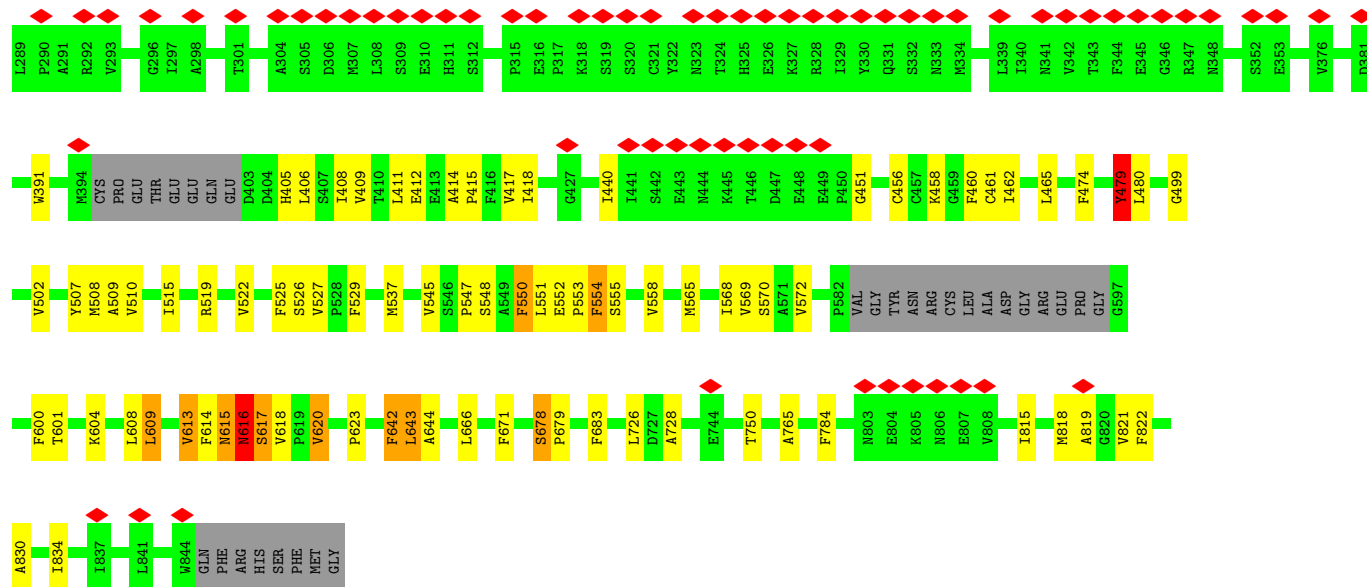 L289 P290 A291 R292 V293 G296 I297 A298 T301 A304 S305 D306 M307 L308 S309 E310 H311 S312 P315 E316 P317 K318 S319 S320 C321 Y322 N323 T324 H325 E326 K327 R328 I329 Y330 Q331 S332 N333 M334 L339 I340 N341 V342 T343 F344 E345 G346 R347 N348 S352 E353 V376 D381
W391 M394 CYS PRO GLU THR GLU GLU GLN GLU D403 D404 H405 L406 S407 I408 V409 T410 L411 E412 E413 A414 P415 F416 V417 I418 G427 I440 I441 S442 E443 N444 K445 T446 D447 E448 E449 P450 G451 C456 C457 K458 G459 F460 C461 I462 L465 F474 Y479 L480 G499
V502 Y507 M508 A509 V510 I515 R519 V522 F525 S526 V527 P528 F529 M537 V545 S546 P547 S548 A549 F550 L551 E552 P553 F554 S555 V558 M565 I568 V569 S570 A571 V572 P582 VAL GLY TYR ASN ARG CYS LEU ALA ASP GLY ARG GLU PRO GLY G597
F600 T601 K604 L608 L609 V613 F614 N615 N616 S617 V618 P619 V620 P623 F642 L643 A644 L666 F671 S678 P679 F683 L726 D727 A728 E744 T750 A765 F784 N803 E804 K805 N806 E807 V808 I815 M818 A819 G820 V821 F822
A830 I834 I837 L841 W844 GLN PHE ARG HIS SER PHE MET GLY